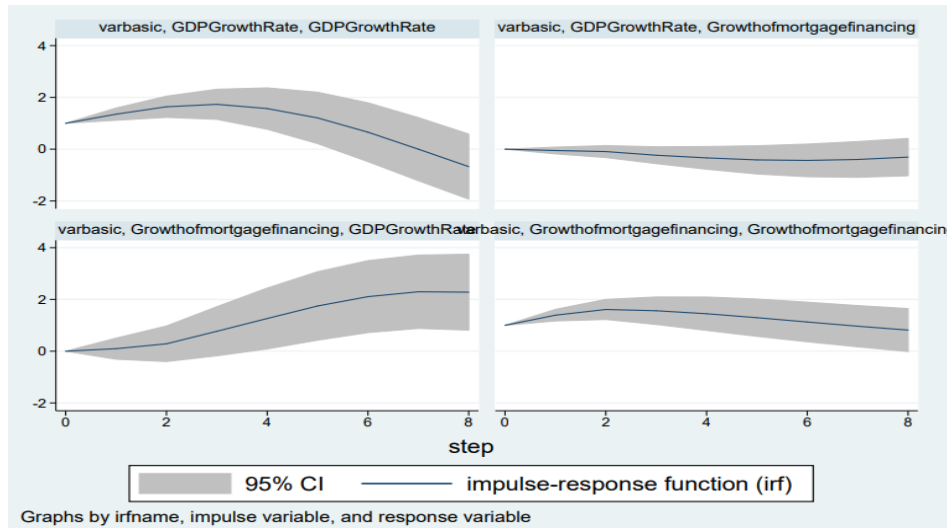 varbasic, GDPGrowthRate, GDPGrowthRate
varbasic, GDPGrowthRate, Growthofmortgagefinancing
4
2
0
-2
varbasic, Growthofmortgagefinancing, GDPGrowthRate
varbasic, Growthofmortgagefinancing, Growthofmortgagefinancing
4
2
0
-2
0 2 4 6 8
0 2 4 6 8
step
95% CI
impulse-response function (irf)
Graphs by irfname, impulse variable, and response variable